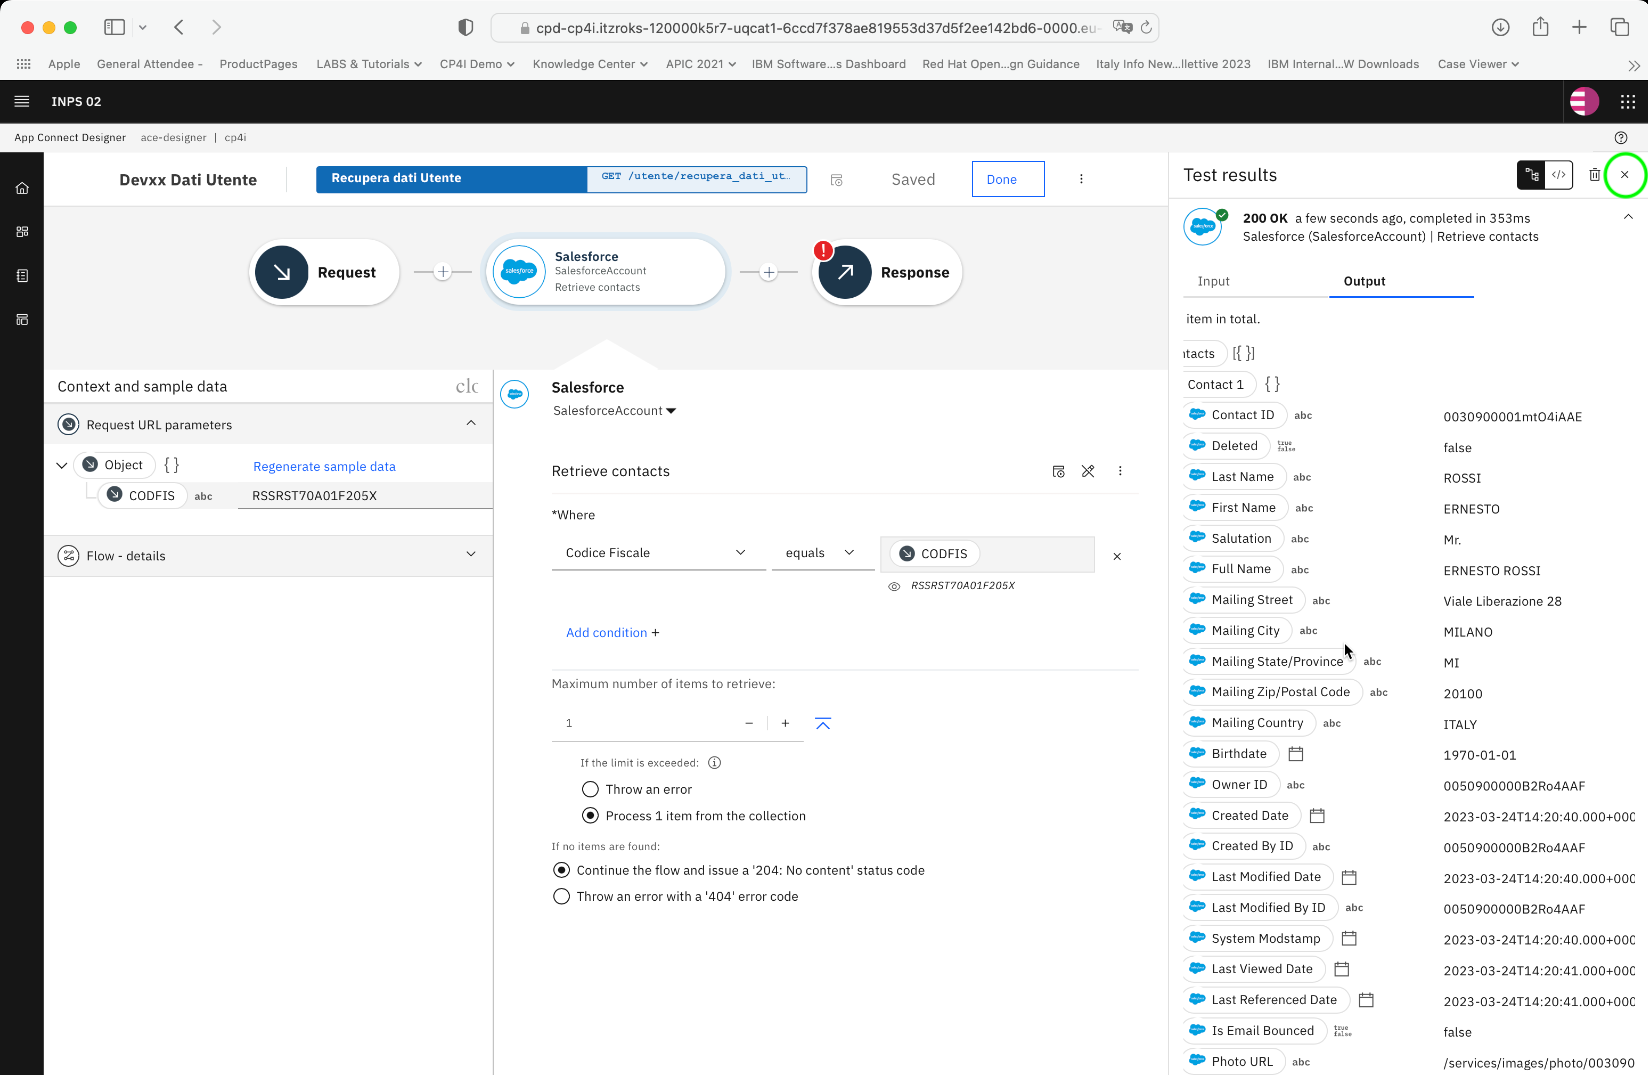 cpd-cp4i.itzroks-120000k5r7-uqcat1-6ccd7f378ae819553d37d5f2ee142bd6-0000.eu-
Apple General Attendee - ProductPages LABS & Tutorials CP4I Demo Knowledge Center APIC 2021 IBM Software...s Dashboard Red Hat Open...gn Guidance Italy Info New...llettive 2023 IBM Internal...W Downloads Case Viewer
INPS 02
App Connect Designer ace-designer | cp4i
Devxx Dati Utente
Recupera dati Utente
GET /utente/recupera_dati_ut...
Saved
Done
Request
Salesforce
SalesforceAccount
Retrieve contacts
Response
Context and sample data
Request URL parameters
Object { }
Regenerate sample data
CODFIS abc RSSRST70A01F205X
Flow - details
Salesforce
SalesforceAccount
Retrieve contacts
*Where
Codice Fiscale equals CODFIS
RSSRST70A01F205X
Add condition +
Maximum number of items to retrieve:
1
If the limit is exceeded:
Throw an error
Process 1 item from the collection
If no items are found:
Continue the flow and issue a '204: No content' status code
Throw an error with a '404' error code
Test results
200 OK a few seconds ago, completed in 353ms
Salesforce (SalesforceAccount) | Retrieve contacts
Input Output
item in total.
ntacts [{ }]
Contact 1 { }
Contact ID abc 0030900001mtO4iAAE
Deleted true false false
Last Name abc ROSSI
First Name abc ERNESTO
Salutation abc Mr.
Full Name abc ERNESTO ROSSI
Mailing Street abc Viale Liberazione 28
Mailing City abc MILANO
Mailing State/Province abc MI
Mailing Zip/Postal Code abc 20100
Mailing Country abc ITALY
Birthdate 1970-01-01
Owner ID abc 0050900000B2Ro4AAF
Created Date 2023-03-24T14:20:40.000+000
Created By ID abc 0050900000B2Ro4AAF
Last Modified Date 2023-03-24T14:20:40.000+000
Last Modified By ID abc 0050900000B2Ro4AAF
System Modstamp 2023-03-24T14:20:40.000+000
Last Viewed Date 2023-03-24T14:20:41.000+000
Last Referenced Date 2023-03-24T14:20:41.000+000
Is Email Bounced true false false
Photo URL abc /services/images/photo/003090